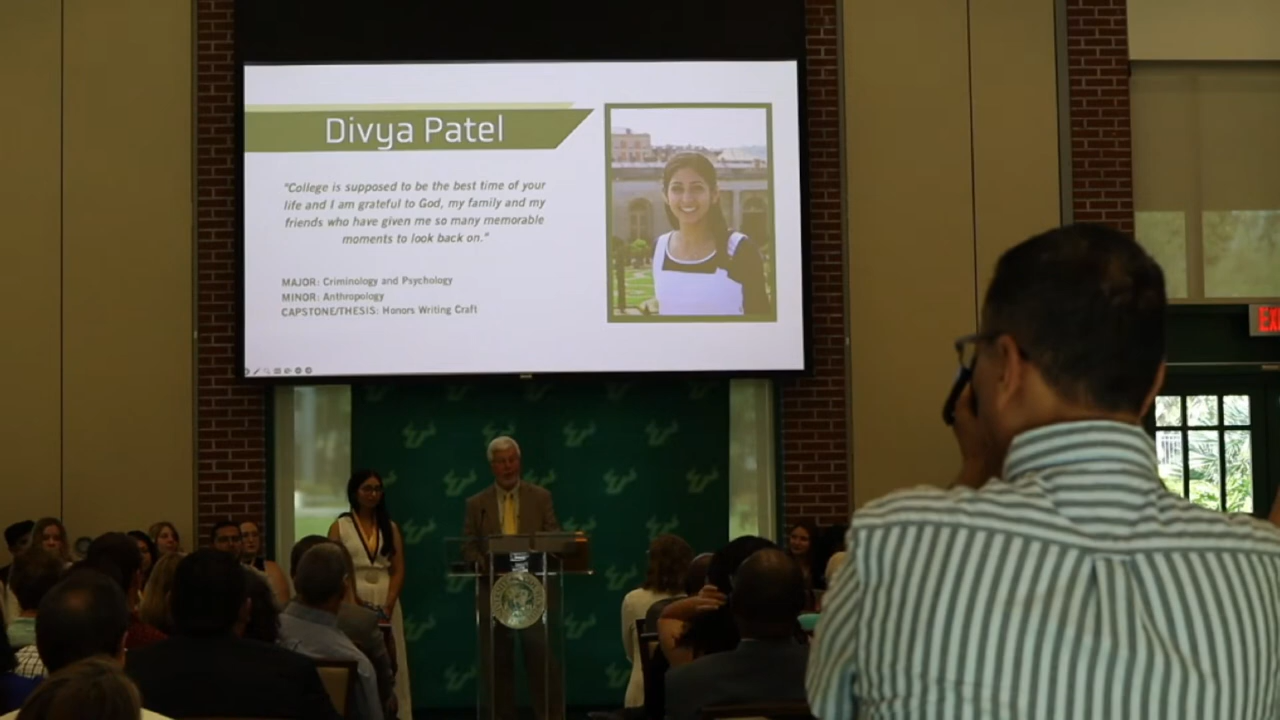 Divya Patel
"College is supposed to be the best time of your
life and I am grateful to God, my family and my
friends who have given me so many memorable
moments to look back on."
MAJOR: Criminology and Psychology
MINOR: Anthropology
CAPSTONE/THESIS: Honors Writing Craft